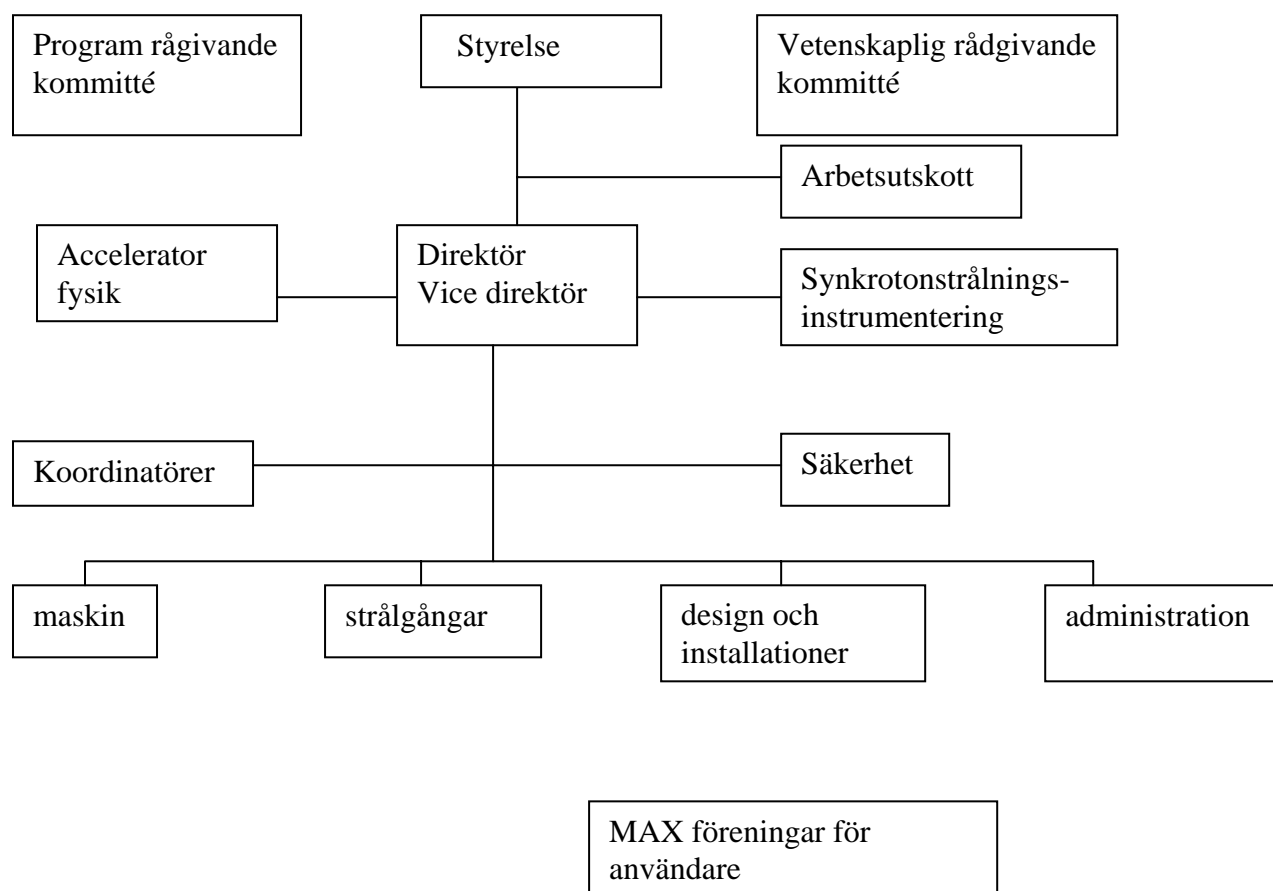 Program rågivande
kommitté
Styrelse
Vetenskaplig rådgivande
kommitté
Arbetsutskott
Accelerator
fysik
Direktör
Vice direktör
Synkrotonstrålnings-
instrumentering
Koordinatörer
Säkerhet
maskin
strålgångar
design och
installationer
administration
MAX föreningar för
användare